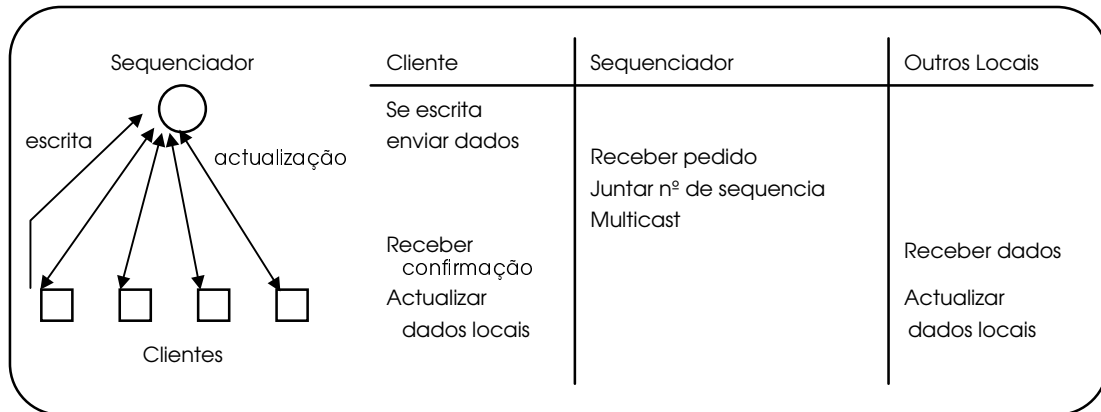 Sequenciador
escrita
actualização
Clientes
Cliente
Sequenciador
Outros Locais
Se escrita
enviar dados
Receber pedido
Juntar nº de sequencia
Multicast
Receber
confirmação
Actualizar
dados locais
Receber dados
Actualizar
dados locais